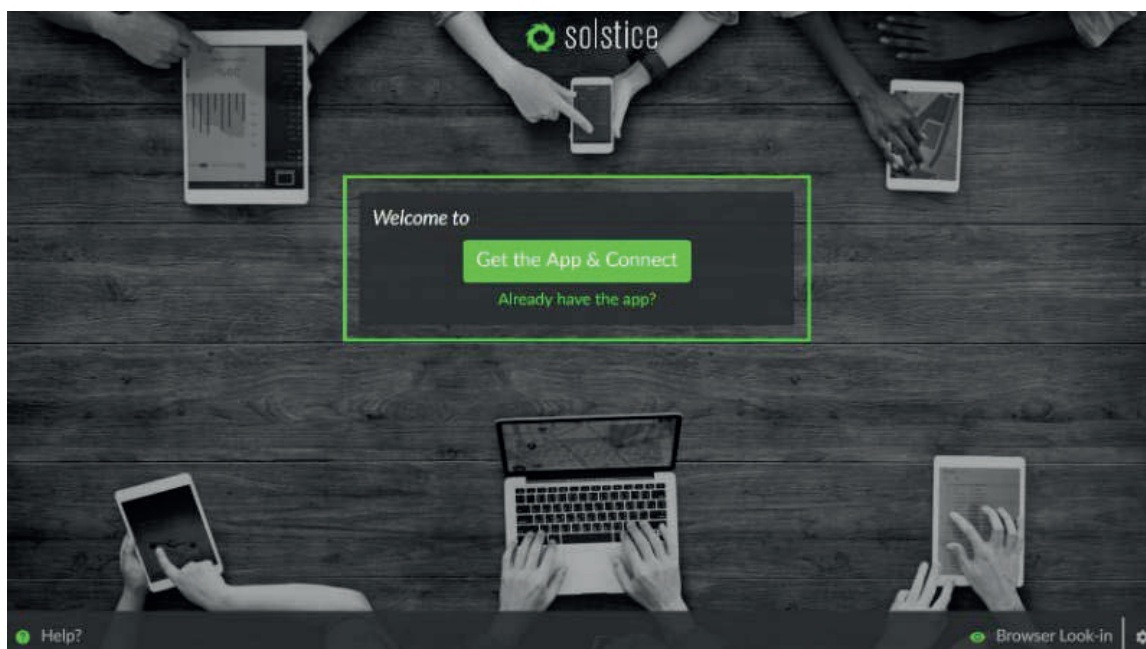 solstice
Welcome to
Get the App & Connect
Already have the app?
Help?
Browser Look-in